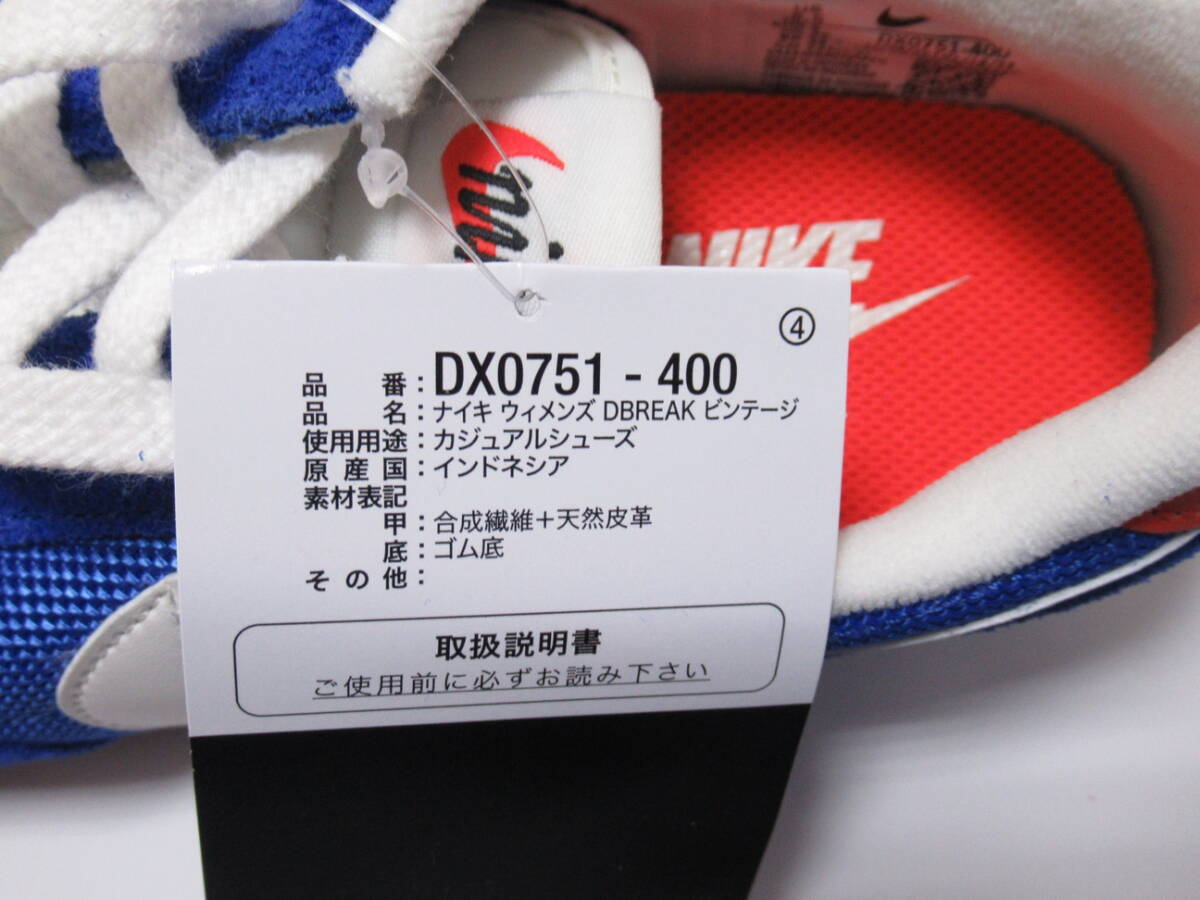 DX0751-400
NIKE
④
品番:DX0751 - 400
品名:ナイキ ウィメンズ DBREAK ビンテージ
使用用途:カジュアルシューズ
原産国:インドネシア
素材表記
甲:合成繊維+天然皮革
底:ゴム底
その他:
取扱説明書
ご使用前に必ずお読み下さい